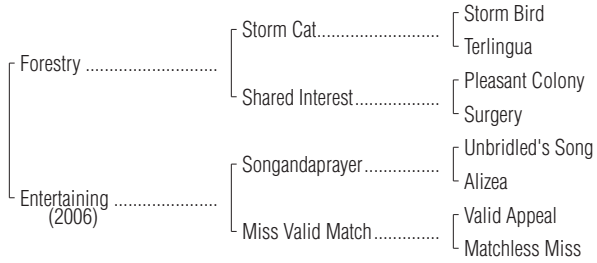 Storm Bird
Storm Cat
Terlingua
Forestry
Pleasant Colony
Shared Interest
Surgery
Unbridled's Song
Songandaprayer
Alizea
Entertaining
(2006)
Valid Appeal
Miss Valid Match
Matchless Miss